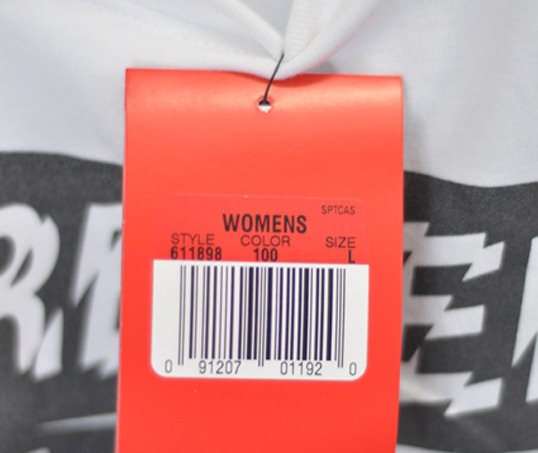 SPTCAS
WOMENS
STYLE COLOR SIZE
611898 100 L
0 91207 01192 0